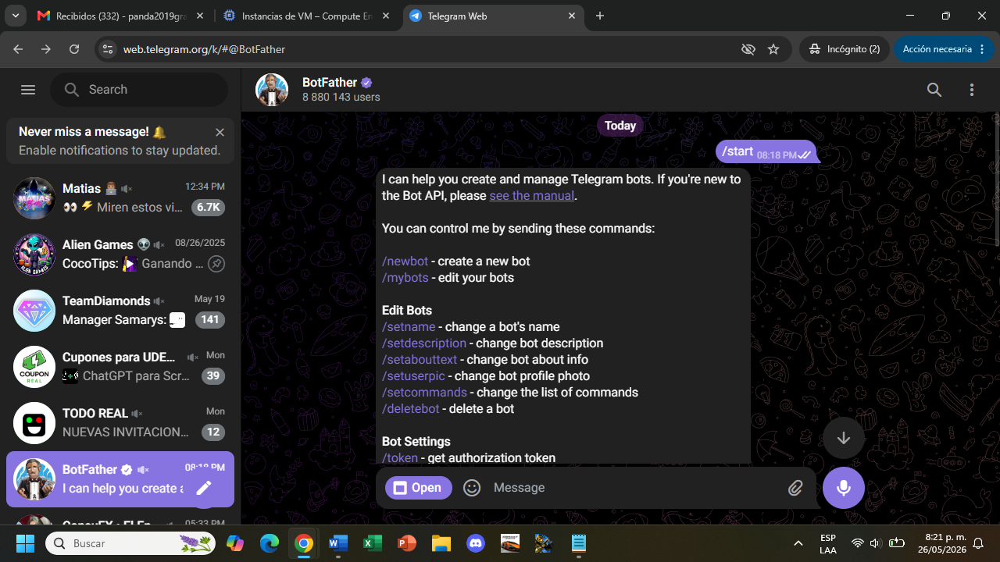 Recibidos (332) - panda2019gra
Instancias de VM – Compute En
Telegram Web
web.telegram.org/k/#@BotFather
Incógnito (2)
Acción necesaria
Search
Never miss a message! 🔔
Enable notifications to stay updated.
Matias 12:34 PM
👀 ⚡ Miren estos vi... 6.7K
Alien Games 👽 08/26/2025
CocoTips: Ganando ...
TeamDiamonds May 19
Manager Samarys: 141
Cupones para UDE... Mon
ChatGPT para Scr... 39
TODO REAL Mon
NUEVAS INVITACION... 12
BotFather 08:18 PM
I can help you create a
05:33 PM
MATIAS
ALIEN GAMES
COUPON
REAL
BotFather
8 880 143 users
Today
/start 08:18 PM
I can help you create and manage Telegram bots. If you're new to
the Bot API, please see the manual.
You can control me by sending these commands:
/newbot - create a new bot
/mybots - edit your bots
Edit Bots
/setname - change a bot's name
/setdescription - change bot description
/setabouttext - change bot about info
/setuserpic - change bot profile photo
/setcommands - change the list of commands
/deletebot - delete a bot
Bot Settings
/token - get authorization token
Open
Message
Buscar
ESP
LAA
8:21 p. m.
26/05/2026